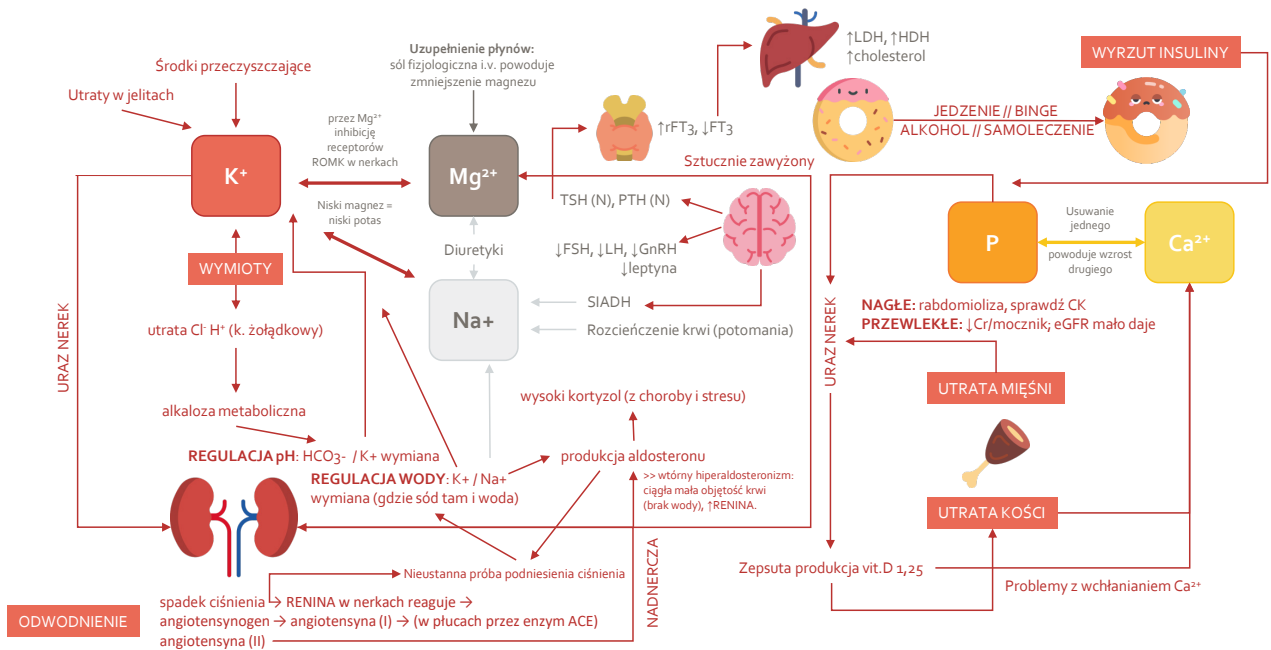 Środki przeczyszczające
Utraty w jelitach
K⁺
Uzupełnienie płynów:
sól fizjologiczna i.v. powoduje
zmniejszenie magnezu
przez Mg²⁺
inhibicję
receptorów
ROMK w nerkach
Niski magnez =
niski potas
Mg²⁺
Diuretyki
Na+
↑rFT3, ↓FT3
↑LDH, ↑HDH
↑cholesterol
Sztucznie zawyżony
TSH (N), PTH (N)
↓FSH, ↓LH, ↓GnRH
↓leptyna
SIADH
Rozcieńczenie krwi (potomania)
JEDZENIE // BINGE
ALKOHOL // SAMOLECZENIE
WYRZUT INSULINY
P
Usuwanie
jednego
powoduje wzrost
drugiego
Ca²⁺
NAGŁE: rabdomioliza, sprawdź CK
PRZEWLEKŁE: ↓Cr/mocznik; eGFR mało daje
URAZ NEREK
UTRATA MIĘŚNI
UTRATA KOŚCI
Zepsuta produkcja vit.D 1,25
Problemy z wchłanianiem Ca²⁺
URAZ NEREK
WYMIOTY
utrata Cl⁻ H⁺ (k. żołądkowy)
alkaloza metaboliczna
REGULACJA pH: HCO3- / K+ wymiana
REGULACJA WODY: K+ / Na+
wymiana (gdzie sód tam i woda)
wysoki kortyzol (z choroby i stresu)
produkcja aldosteronu
>> wtórny hiperaldosteronizm:
ciągła mała objętość krwi
(brak wody), ↑RENINA.
NADNERCZA
Nieustanna próba podniesienia ciśnienia
ODWODNIENIE
spadek ciśnienia → RENINA w nerkach reaguje →
angiotensynogen → angiotensyna (I) → (w płucach przez enzym ACE)
angiotensyna (II)